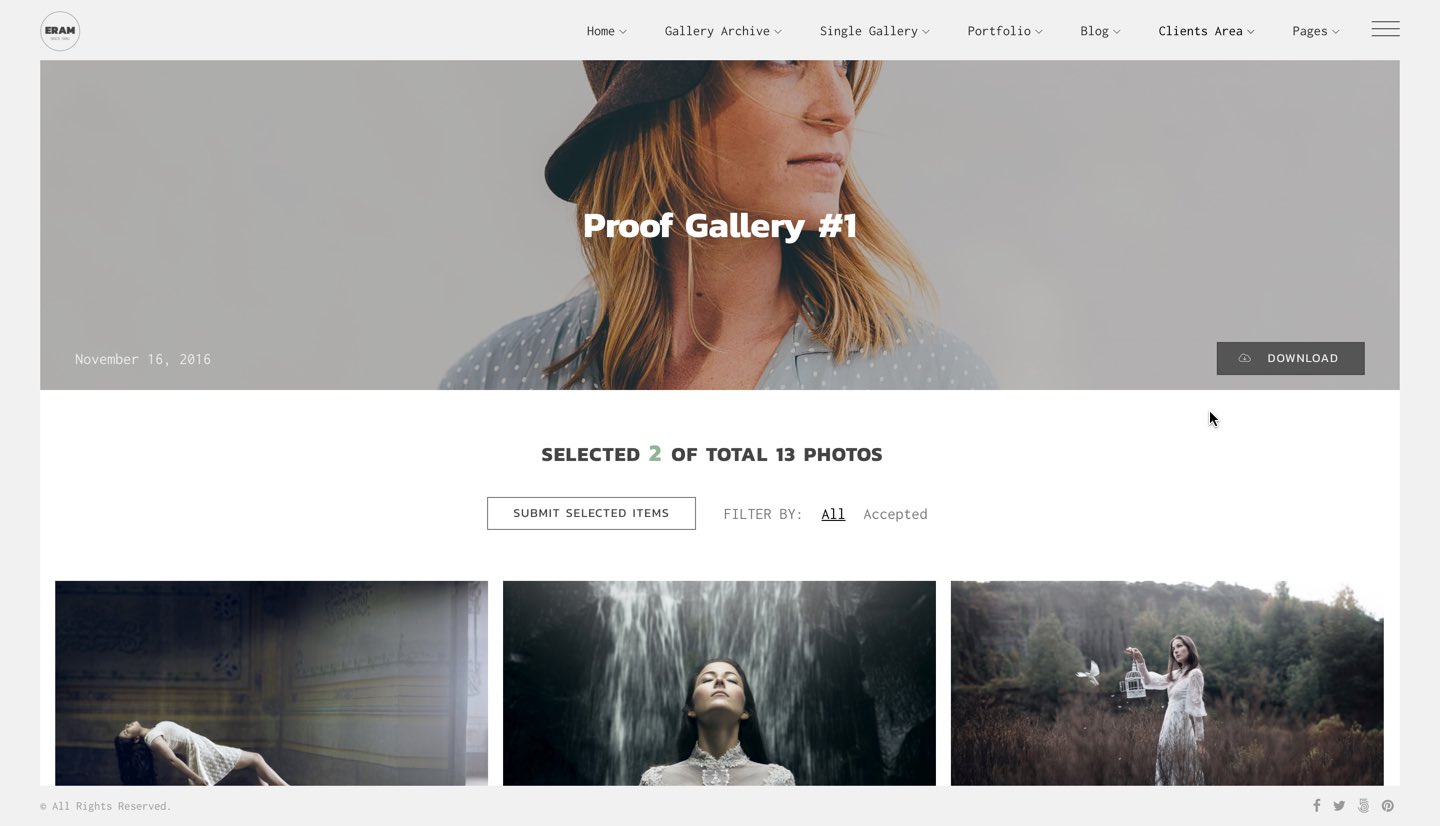 ERAM
Home
Gallery Archive
Single Gallery
Portfolio
Blog
Clients Area
Pages
Proof Gallery #1
November 16, 2016
DOWNLOAD
SELECTED 2 OF TOTAL 13 PHOTOS
SUBMIT SELECTED ITEMS
FILTER BY: All Accepted
© All Rights Reserved.